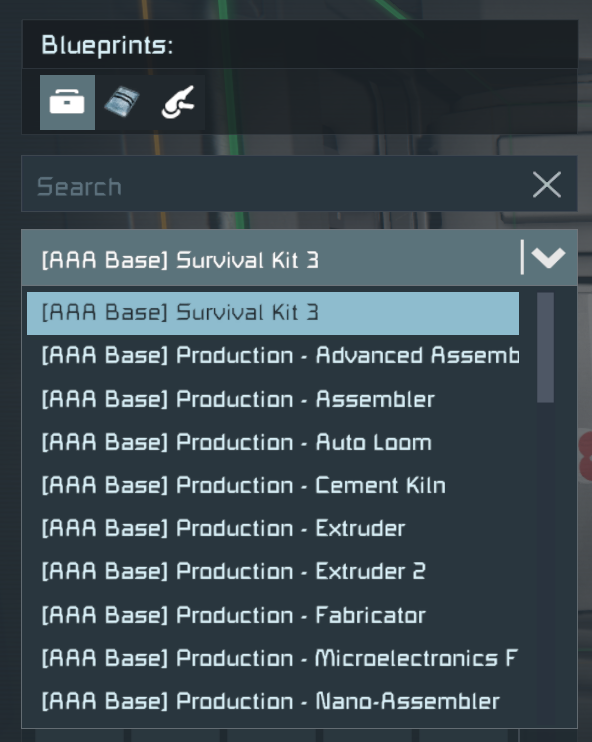 Blueprints:
Search
[AAA Base] Survival Kit 3
[AAA Base] Survival Kit 3
[AAA Base] Production - Advanced Assemb
[AAA Base] Production - Assembler
[AAA Base] Production - Auto Loom
[AAA Base] Production - Cement Kiln
[AAA Base] Production - Extruder
[AAA Base] Production - Extruder 2
[AAA Base] Production - Fabricator
[AAA Base] Production - Microelectronics F
[AAA Base] Production - Nano-Assembler